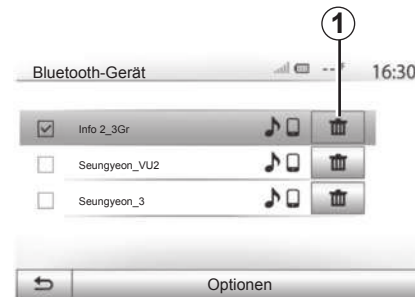 1
Bluetooth-Gerät 16:30
Info 2_3Gr
Seungyeon_VU2
Seungyeon_3
Optionen